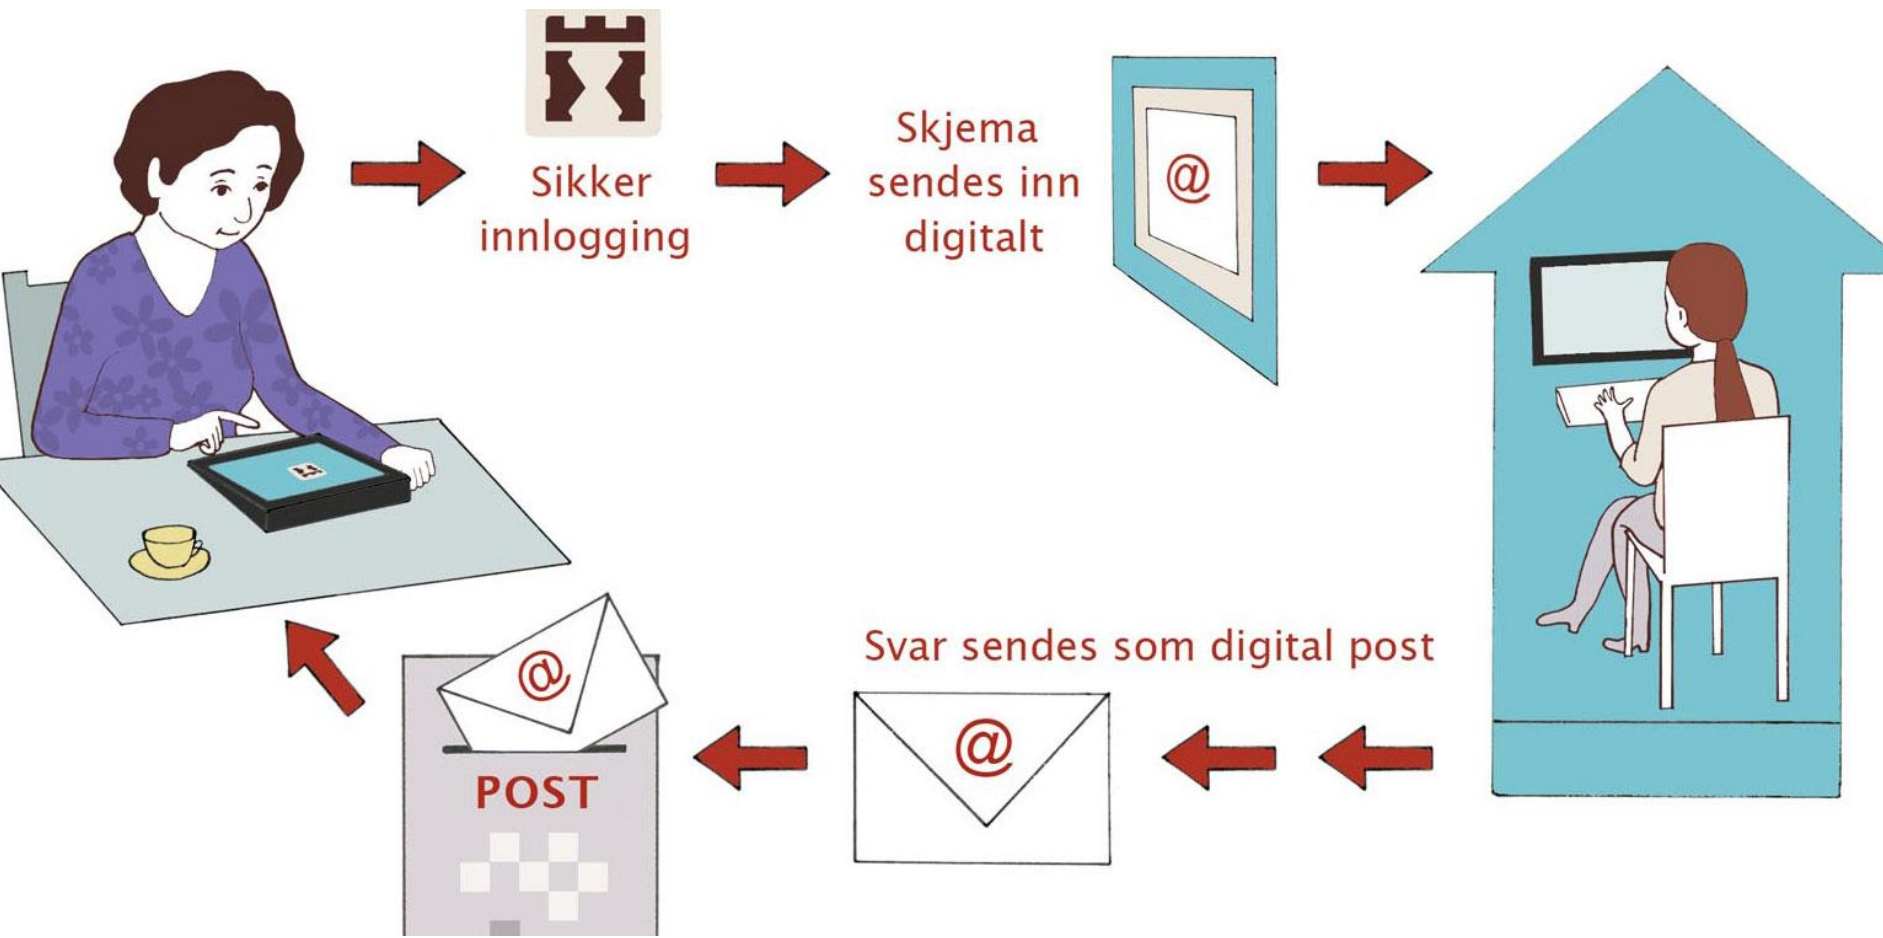 Sikker
innlogging
Skjema
sendes inn
digitalt
@
Svar sendes som digital post
@
@
POST